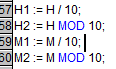 57 H1 := H / 10;
58 H2 := H MOD 10;
59 M1 := M / 10;
60 M2 := M MOD 10;